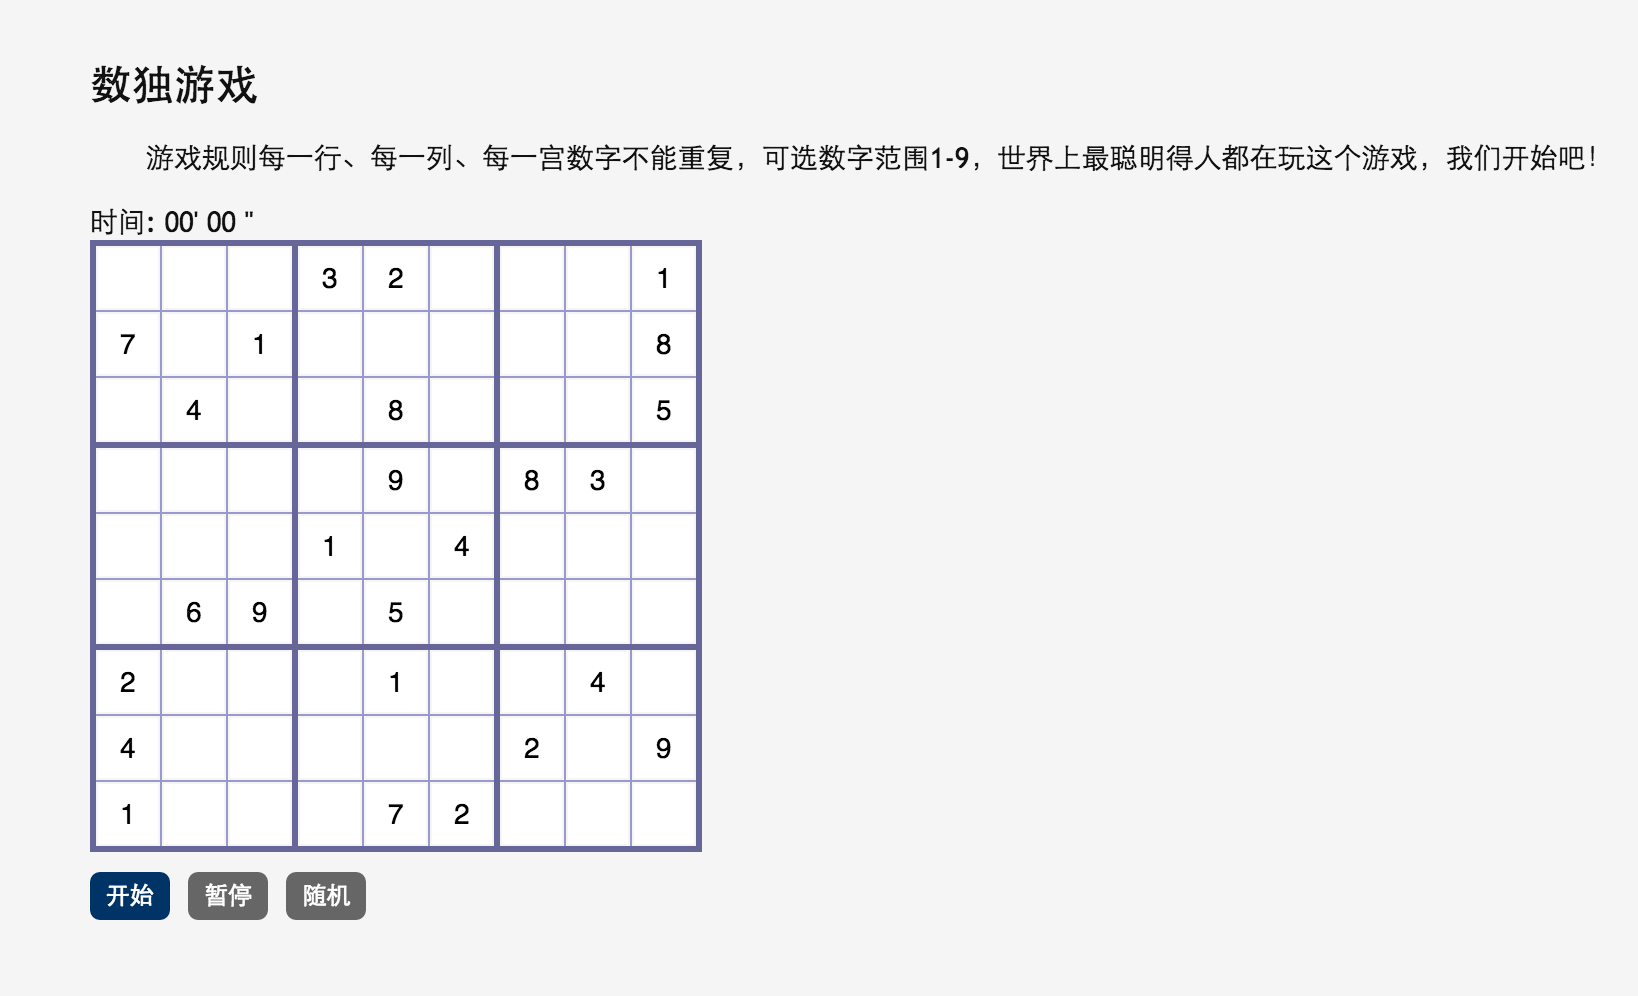 数独游戏
游戏规则每一行、每一列、每一宫数字不能重复，可选数字范围1-9，世界上最聪明得人都在玩这个游戏，我们开始吧！
时间: 00' 00 "
3 2 1
7 1 8
4 8 5
9 8 3
1 4
6 9 5
2 1 4
4 2 9
1 7 2
开始 暂停 随机